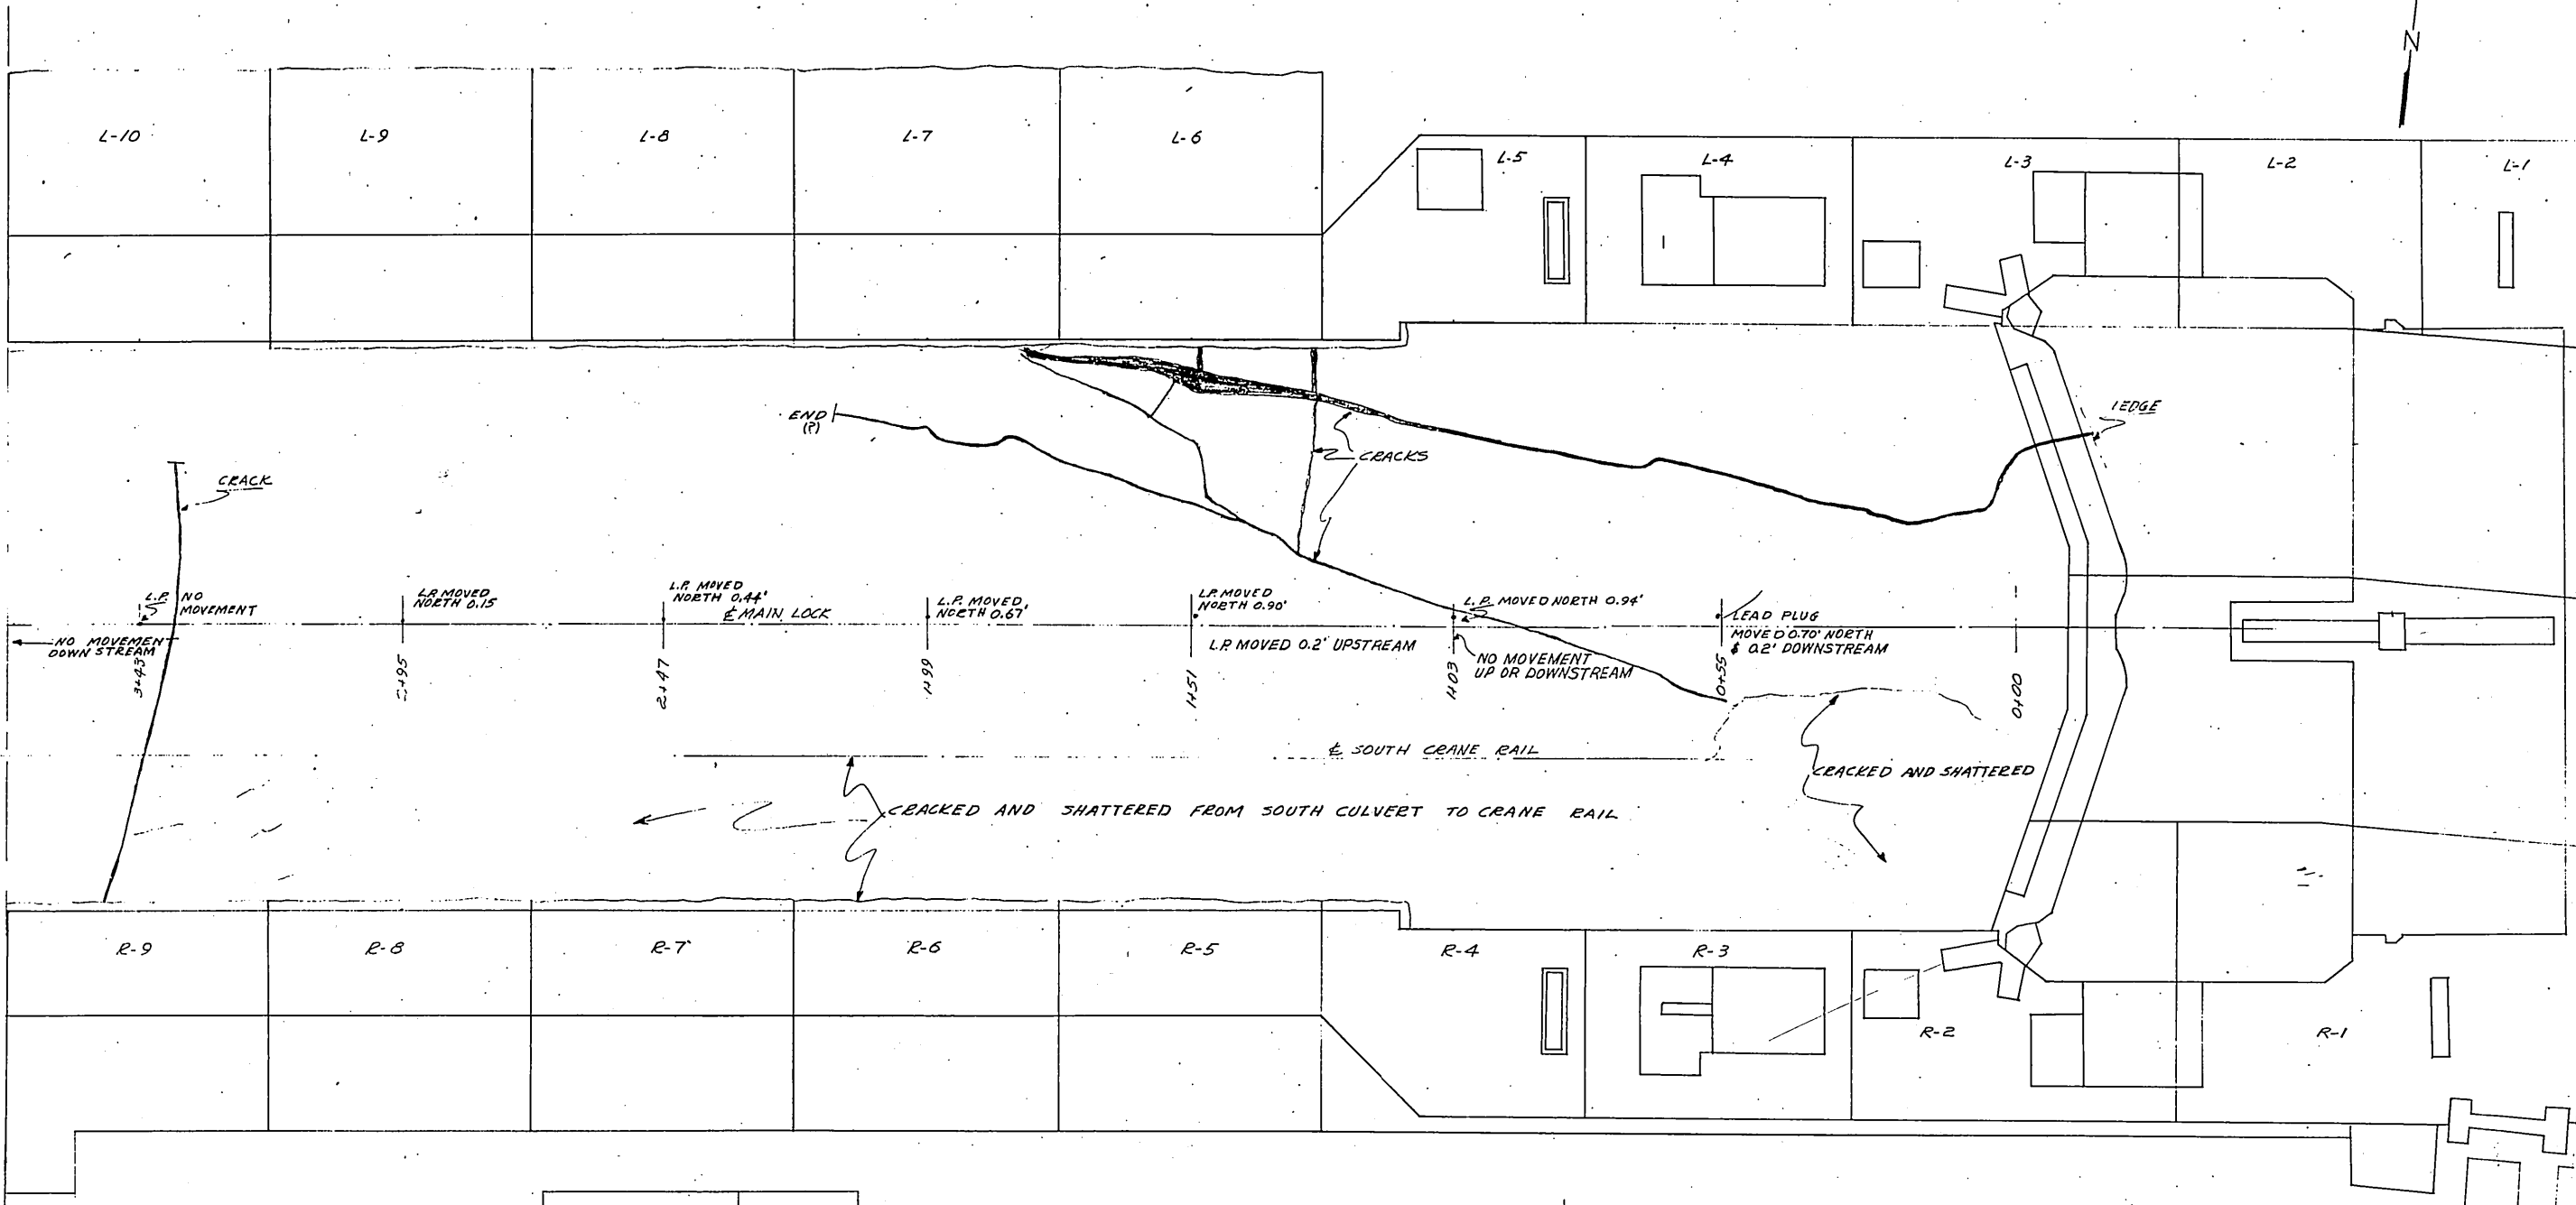 N
L-10
L-9
L-8
L-7
L-6
L-5
L-4
L-3
L-2
L-1
END
(?)
CRACKS
LEDGE
CRACK
L.P. NO
MOVEMENT
L.P. MOVED
NORTH 0.15
L.P. MOVED
NORTH 0.44'
℄ MAIN LOCK
L.P. MOVED
NORTH 0.67'
L.P. MOVED
NORTH 0.90'
L.P. MOVED 0.2' UPSTREAM
L.P. MOVED NORTH 0.94'
NO MOVEMENT
UP OR DOWNSTREAM
LEAD PLUG
MOVED 0.70' NORTH
& 0.2' DOWNSTREAM
NO MOVEMENT
DOWN STREAM
3+43
2+95
2+47
1+99
1+51
1+03
0+55
0+00
℄ SOUTH CRANE RAIL
CRACKED AND SHATTERED
CRACKED AND SHATTERED FROM SOUTH CULVERT TO CRANE RAIL
R-9
R-8
R-7
R-6
R-5
R-4
R-3
R-2
R-1